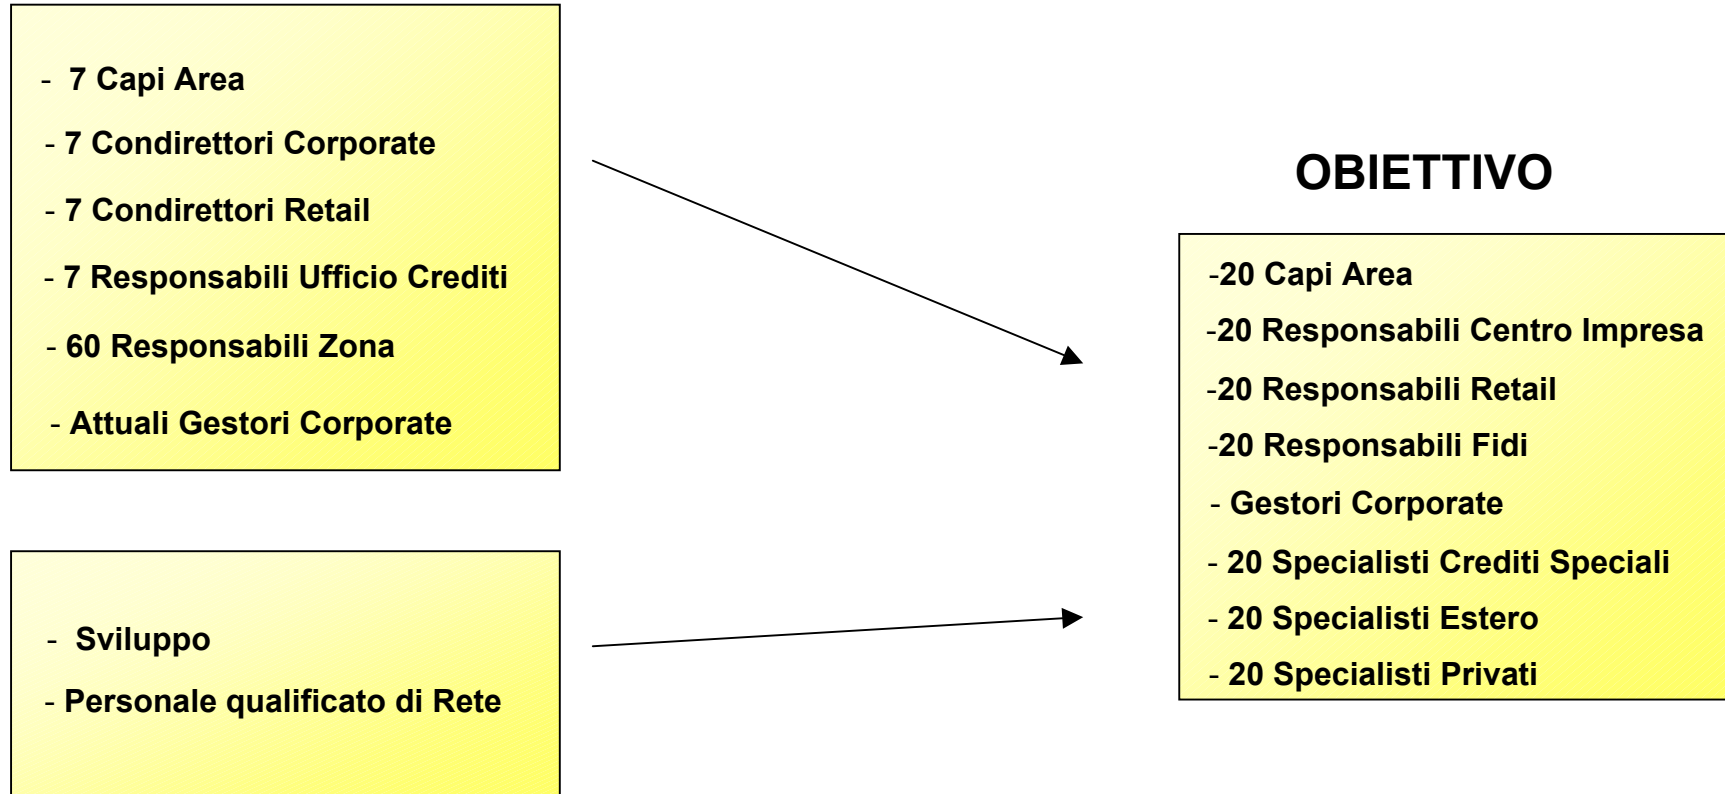 - 7 Capi Area
- 7 Condirettori Corporate
- 7 Condirettori Retail
- 7 Responsabili Ufficio Crediti
- 60 Responsabili Zona
- Attuali Gestori Corporate
- Sviluppo
- Personale qualificato di Rete
OBIETTIVO
-20 Capi Area
-20 Responsabili Centro Impresa
-20 Responsabili Retail
-20 Responsabili Fidi
- Gestori Corporate
- 20 Specialisti Crediti Speciali
- 20 Specialisti Estero
- 20 Specialisti Privati